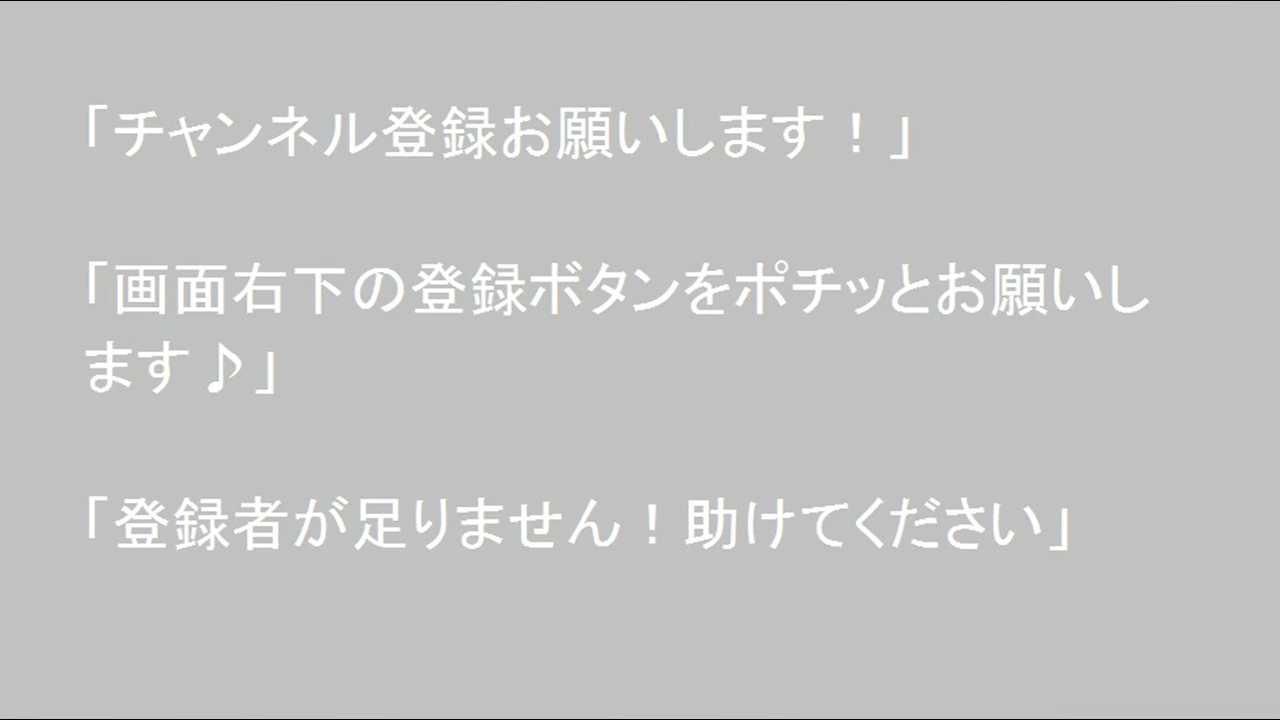 「チャンネル登録お願いします！」
「画面右下の登録ボタンをポチッとお願いし
ます♪」
「登録者が足りません！助けてください」